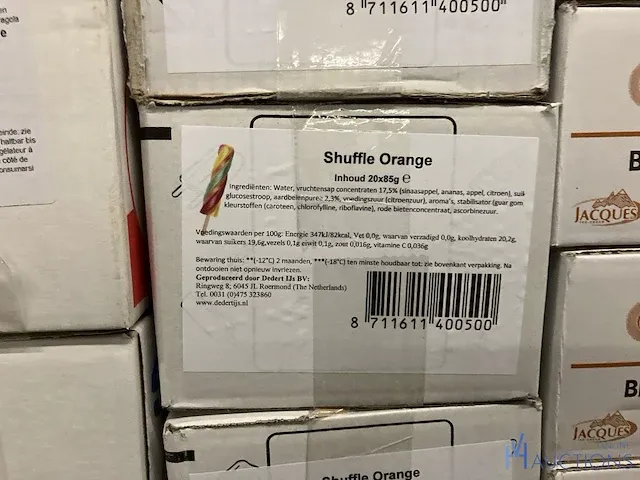 8 711611 400500
einde, zie
côté de
Shuffle Orange
Inhoud 20x85g ℮
Ingrediënten: Water, vruchtensap concentraten 17,5% (sinaasappel, ananas, appel, citroen),
glucosestroop, aardbeienpuree 2,3%, voedingszuur (citroenzuur), aroma's, stabilisator (guar gom
kleurstoffen (caroteen, chlorofylline, riboflavine), rode bietenconcentraat, ascorbinezuur.
Voedingswaarden per 100g: Energie 347kJ/82kcal, Vet 0,0g, waarvan verzadigd 0,0g, koolhydraten 20,2g,
waarvan suikers 19,6g, vezels 0,1g eiwit 0,1g, zout 0,016g, vitamine C 0,036g
Bewaring thuis: **(-12°C) 2 maanden, ***(-18°C) ten minste houdbaar tot: zie bovenkant verpakking. Na
ontdooien niet opnieuw invriezen.
Geproduceerd door Dedert IJs BV:
Ringweg 8; 6045 JL Roermond (The Netherlands)
Tel. 0031 (0)475 323860
www.dedertijs.nl
8 711611 400500
JACQUES
JACQUES
Shuffle Orange
AUCTIONS